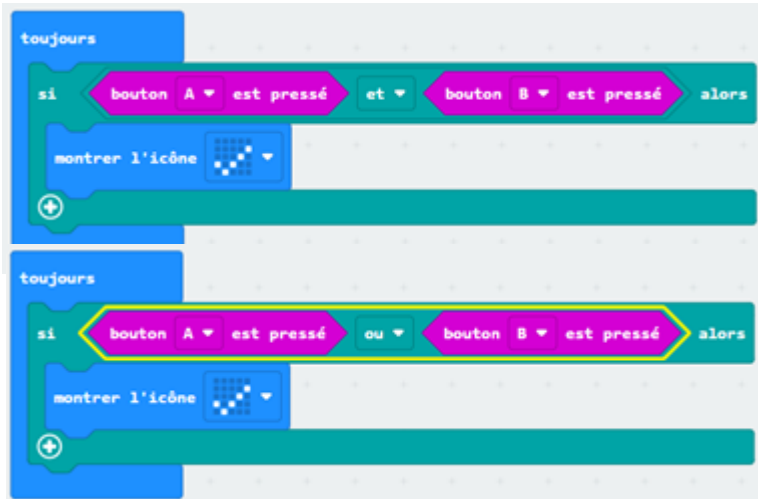 toujours
si bouton A est pressé et bouton B est pressé alors
montrer l'icône
toujours
si bouton A est pressé ou bouton B est pressé alors
montrer l'icône